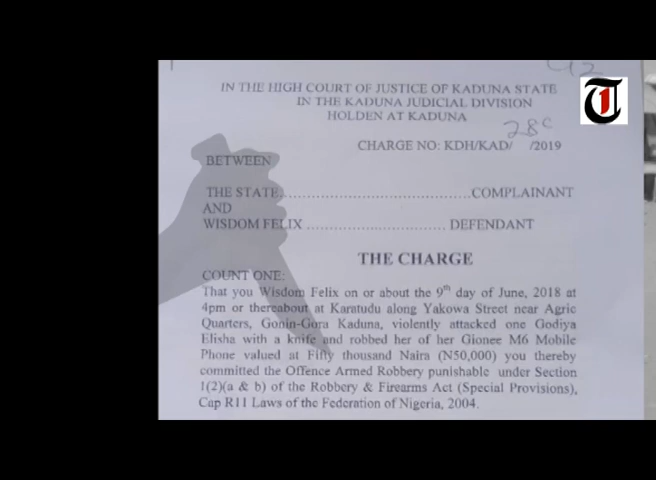 IN THE HIGH COURT OF JUSTICE OF KADUNA STATE
IN THE KADUNA JUDICIAL DIVISION
HOLDEN AT KADUNA
28c
CHARGE NO: KDH/KAD/ /2019
BETWEEN
THE STATE.......................................COMPLAINANT
AND
WISDOM FELIX .............................. DEFENDANT
THE CHARGE
COUNT ONE:
That you Wisdom Felix on or about the 9th day of June, 2018 at
4pm or thereabout at Karatudu along Yakowa Street near Agric
Quarters, Gonin-Gora Kaduna, violently attacked one Godiya
Elisha with a knife and robbed her of her Gionee M6 Mobile
Phone valued at Fifty thousand Naira (N50,000) you thereby
committed the Offence Armed Robbery punishable under Section
1(2)(a & b) of the Robbery & Firearms Act (Special Provisions),
Cap R11 Laws of the Federation of Nigeria, 2004.